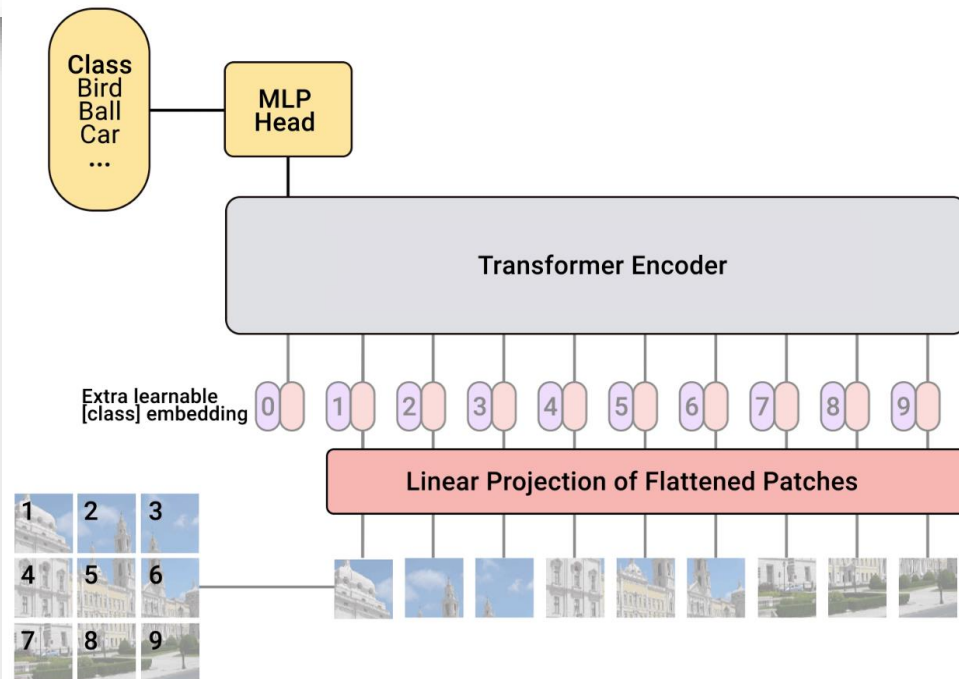 Class
Bird
Ball
Car
...
MLP
Head
Transformer Encoder
Extra learnable
[class] embedding
0 1 2 3 4 5 6 7 8 9
Linear Projection of Flattened Patches
1 2 3
4 5 6
7 8 9